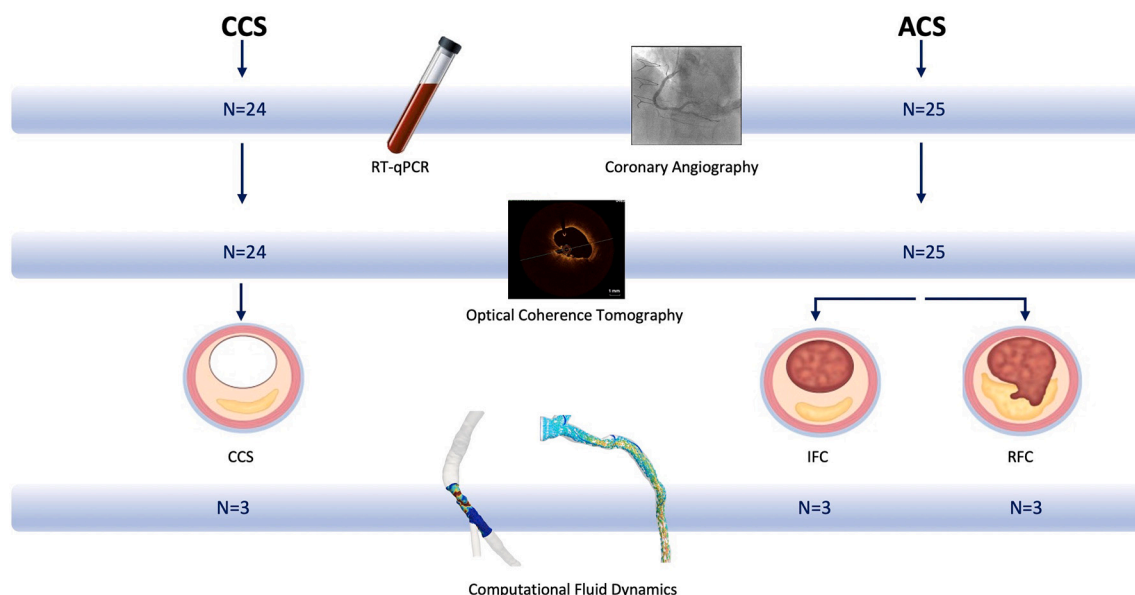 CCS
ACS
N=24
N=25
RT-qPCR
Coronary Angiography
N=24
N=25
1 mm
Optical Coherence Tomography
CCS
IFC
RFC
N=3
N=3
N=3
Computational Fluid Dynamics